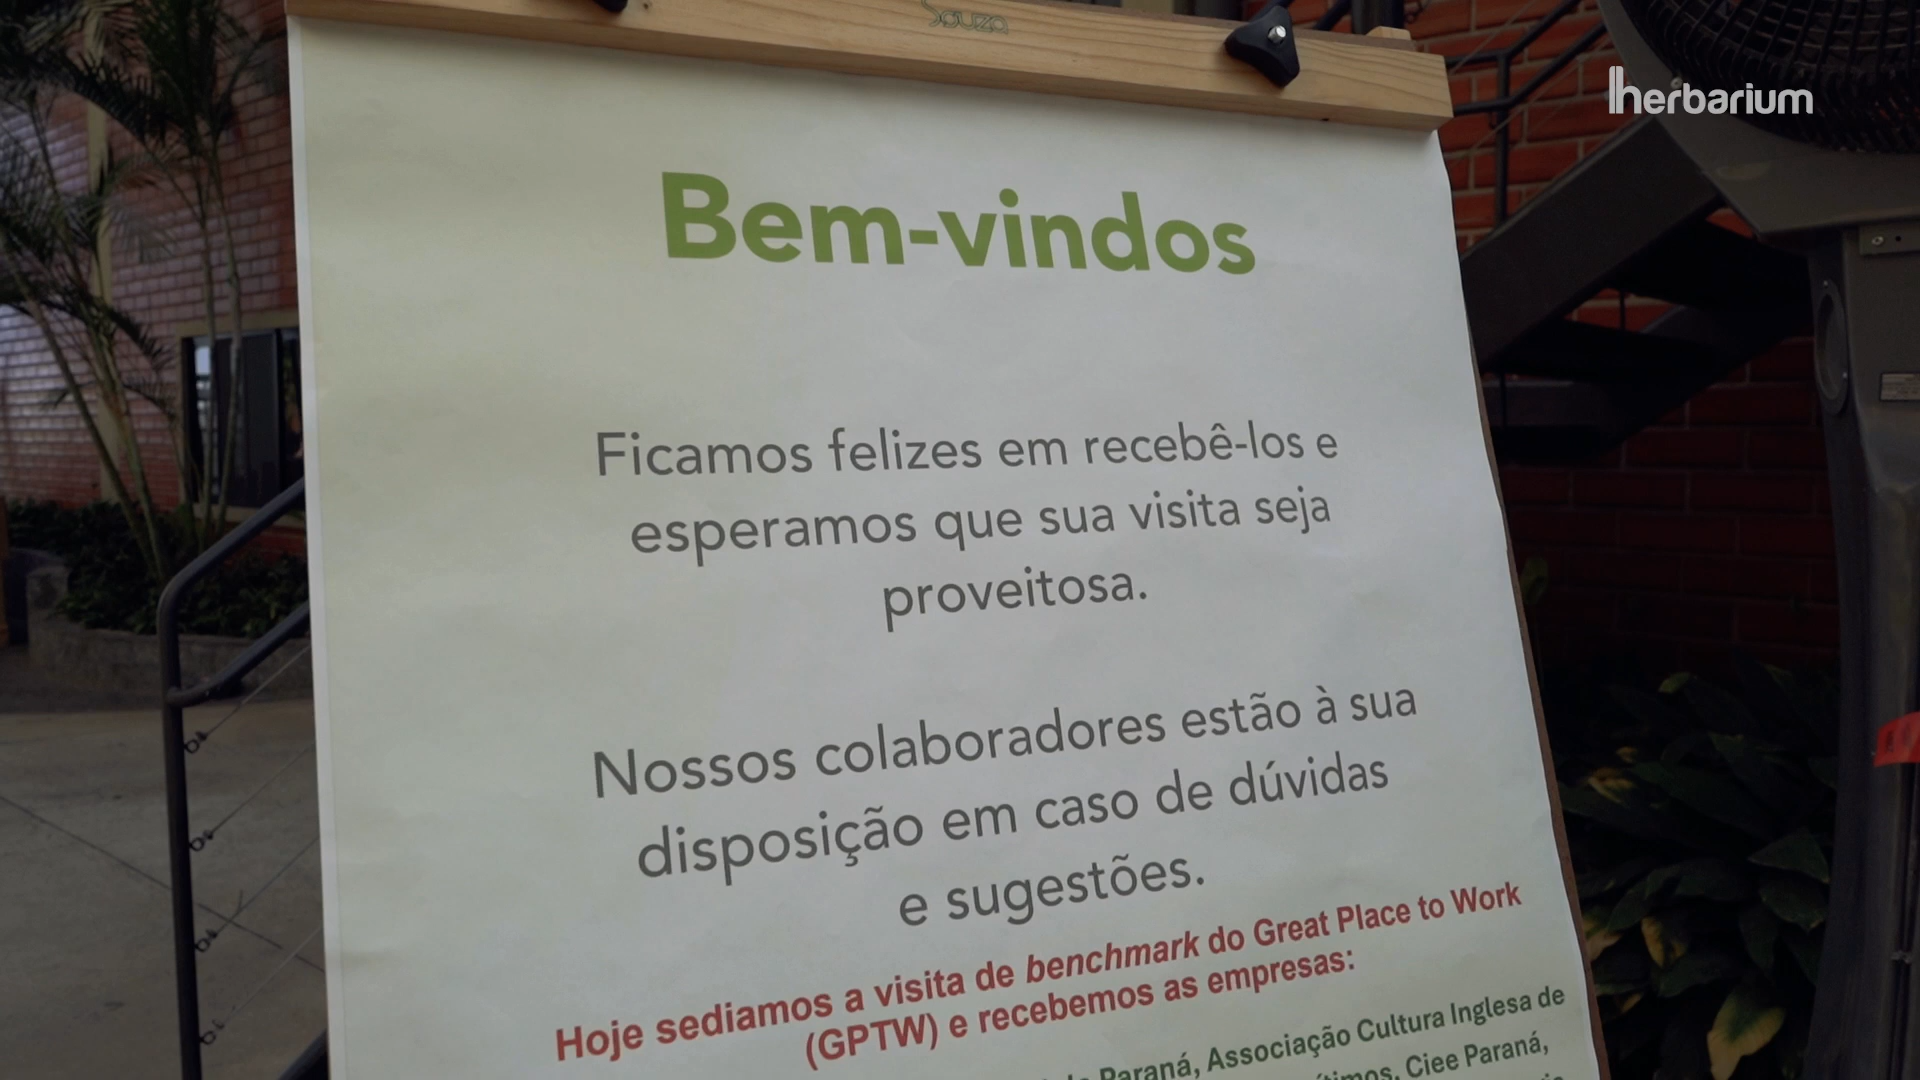 Souza
herbarium
Bem-vindos
Ficamos felizes em recebê-los e
esperamos que sua visita seja
proveitosa.
Nossos colaboradores estão à sua
disposição em caso de dúvidas
e sugestões.
Hoje sediamos a visita de benchmark do Great Place to Work
(GPTW) e recebemos as empresas:
Paraná, Associação Cultura Inglesa de
Ciee Paraná,